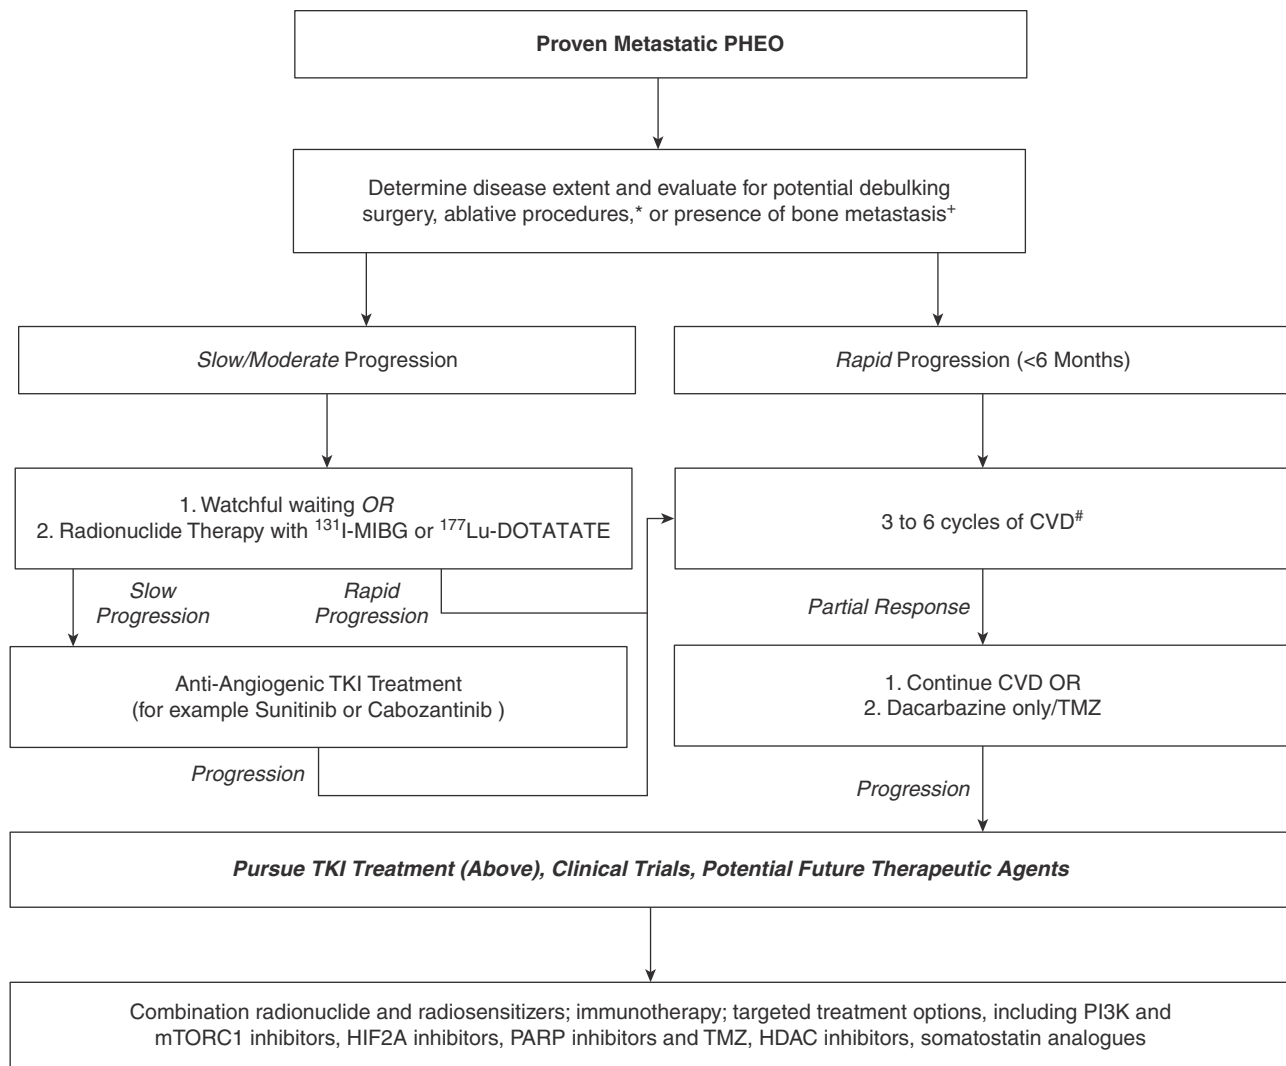 Proven Metastatic PHEO
Determine disease extent and evaluate for potential debulking
surgery, ablative procedures,* or presence of bone metastasis⁺
Slow/Moderate Progression
Rapid Progression (<6 Months)
1. Watchful waiting OR
2. Radionuclide Therapy with ¹³¹I-MIBG or ¹⁷⁷Lu-DOTATATE
3 to 6 cycles of CVD#
Slow
Progression
Rapid
Progression
Partial Response
Anti-Angiogenic TKI Treatment
(for example Sunitinib or Cabozantinib )
1. Continue CVD OR
2. Dacarbazine only/TMZ
Progression
Progression
Pursue TKI Treatment (Above), Clinical Trials, Potential Future Therapeutic Agents
Combination radionuclide and radiosensitizers; immunotherapy; targeted treatment options, including PI3K and
mTORC1 inhibitors, HIF2A inhibitors, PARP inhibitors and TMZ, HDAC inhibitors, somatostatin analogues